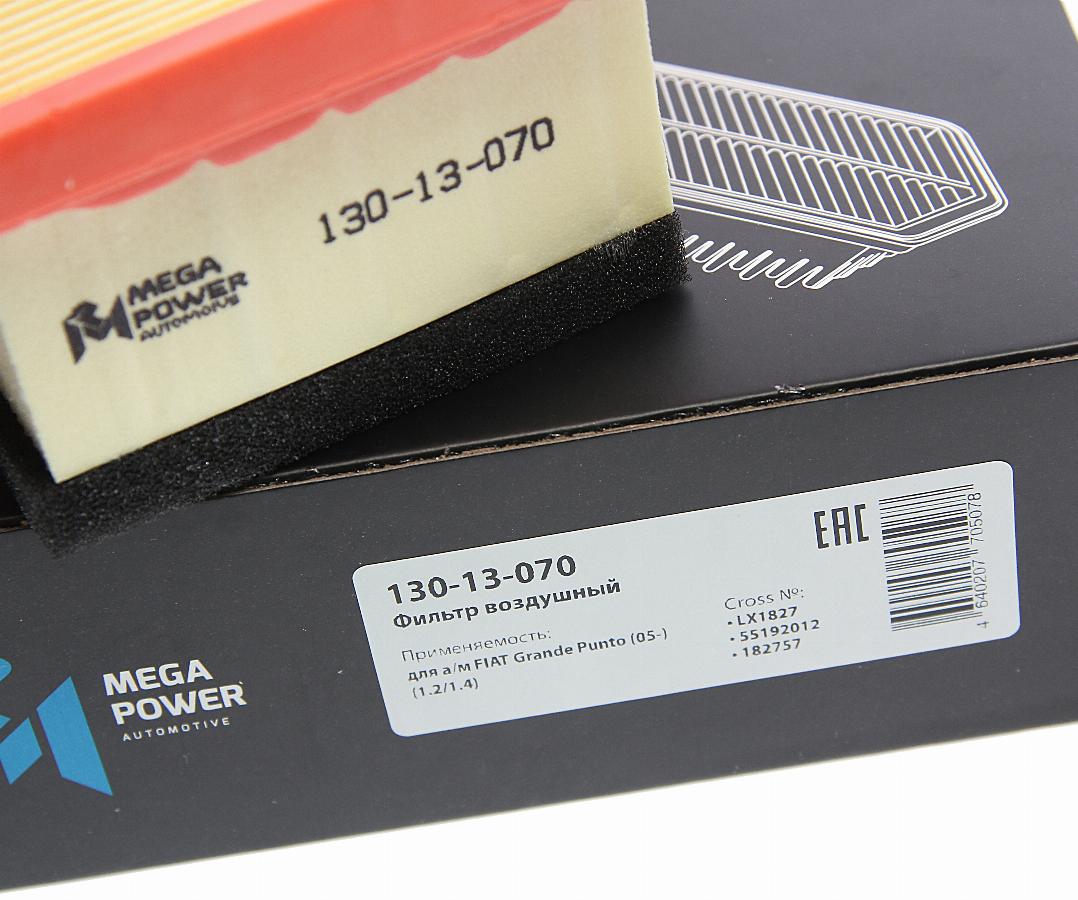 130-13-070
MEGA
POWER
AUTOMOTIVE
130-13-070
Фильтр воздушный
Применяемость:
для а/м FIAT Grande Punto (05-)
(1.2/1.4)
EAC
Cross №:
• LX1827
• 55192012
• 182757
4 640207 705078
MEGA
POWER
AUTOMOTIVE